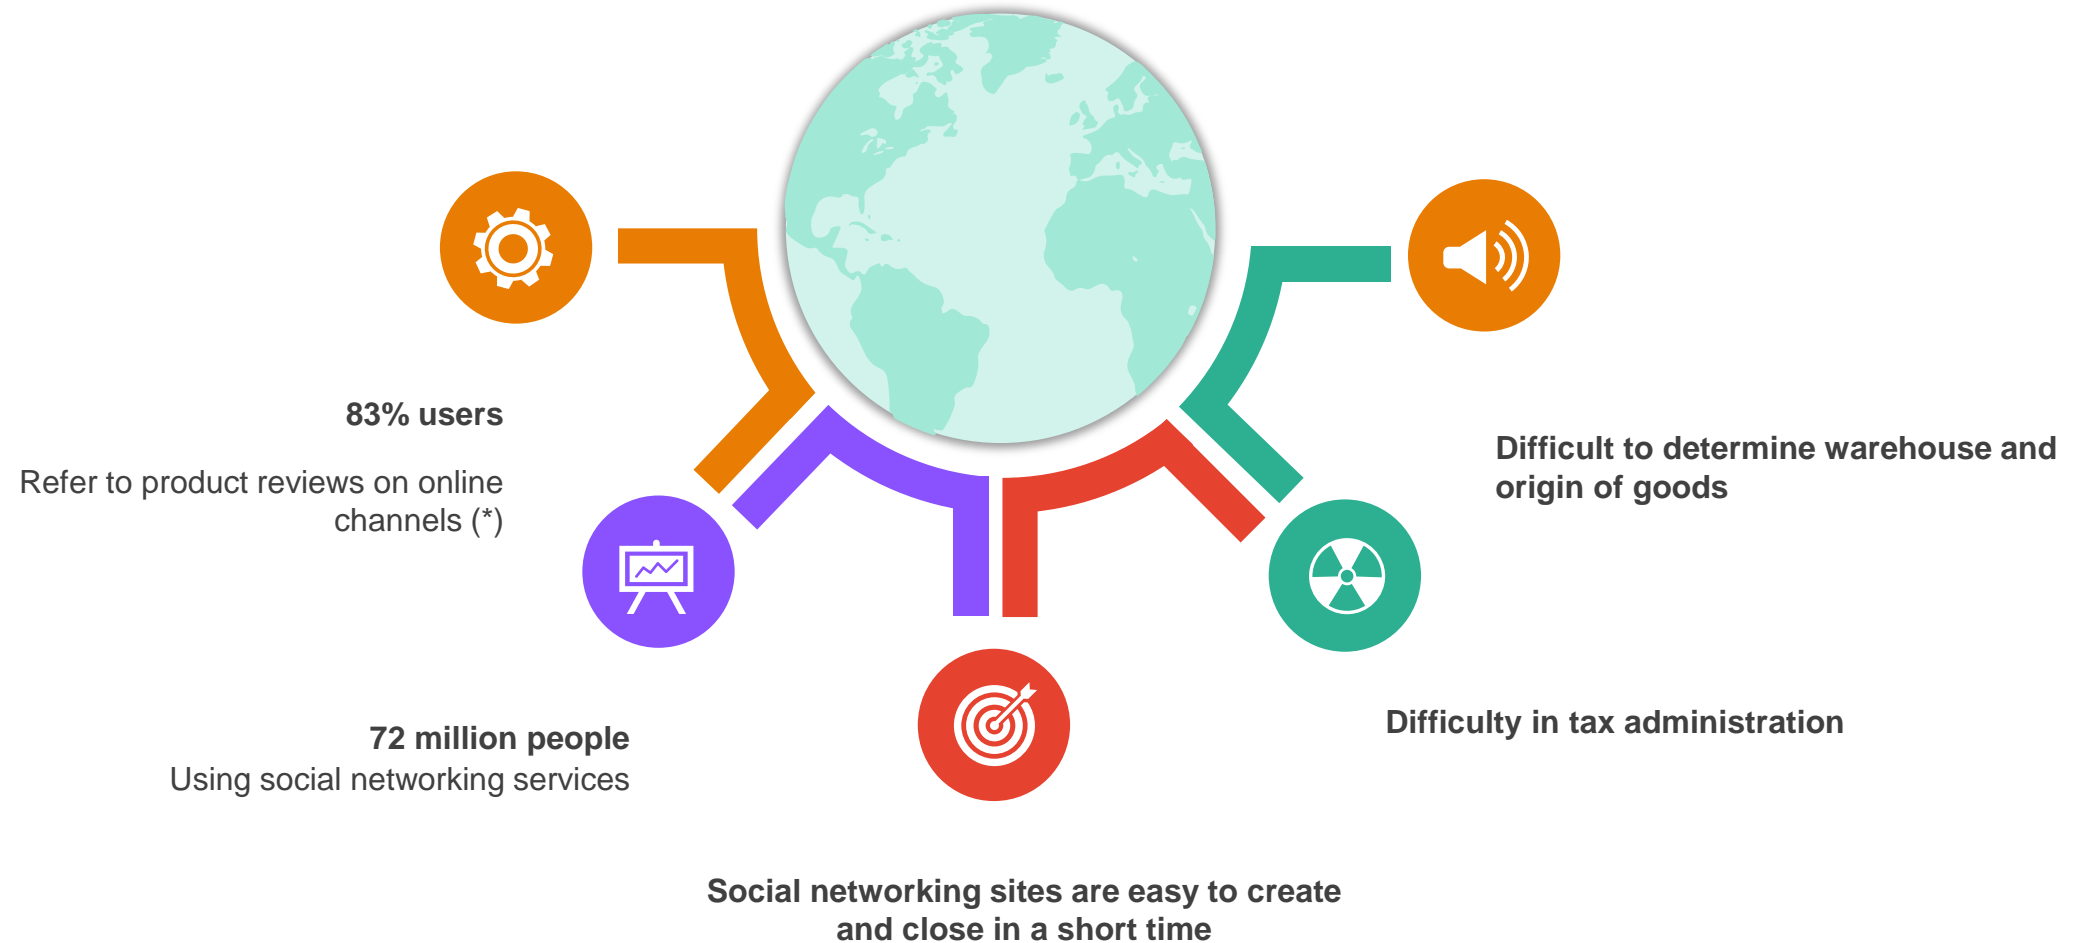 83% users
Refer to product reviews on online
channels (*)
72 million people
Using social networking services
Social networking sites are easy to create
and close in a short time
Difficulty in tax administration
Difficult to determine warehouse and
origin of goods